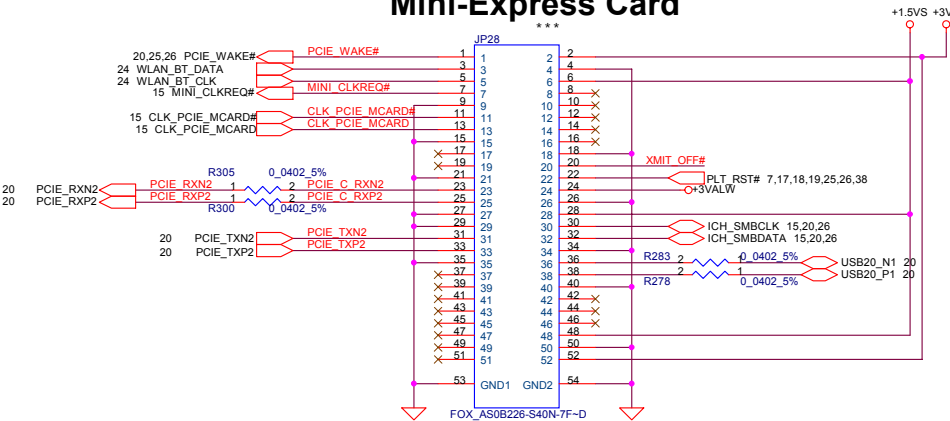 Mini-Express Card
+1.5VS +3V
***
JP28
20,25,26 PCIE_WAKE# PCIE_WAKE# 1 1 2 2
24 WLAN_BT_DATA 3 3 4 4
24 WLAN_BT_CLK 5 5 6 6
15 MINI_CLKREQ# MINI_CLKREQ# 7 7 8 8
9 9 10 10
15 CLK_PCIE_MCARD# CLK_PCIE_MCARD# 11 11 12 12
15 CLK_PCIE_MCARD CLK_PCIE_MCARD 13 13 14 14
15 15 16 16
17 17 18 18
19 19 20 20 XMIT_OFF#
21 21 22 22 PLT_RST# 7,17,18,19,25,26,38
R305 0_0402_5%
20 PCIE_RXN2 PCIE_RXN2 1 2 PCIE_C_RXN2 23 23 24 24 +3VALW
20 PCIE_RXP2 PCIE_RXP2 1 2 PCIE_C_RXP2 25 25 26 26
R300 0_0402_5%
27 27 28 28
29 29 30 30 ICH_SMBCLK 15,20,26
20 PCIE_TXN2 PCIE_TXN2 31 31 32 32 ICH_SMBDATA 15,20,26
20 PCIE_TXP2 PCIE_TXP2 33 33 34 34
35 35 36 36 R283 2 1 0_0402_5% USB20_N1 20
37 37 38 38 2 1 USB20_P1 20
R278 0_0402_5%
39 39 40 40
41 41 42 42
43 43 44 44
45 45 46 46
47 47 48 48
49 49 50 50
51 51 52 52
53 GND1 GND2 54
FOX_AS0B226-S40N-7F~D